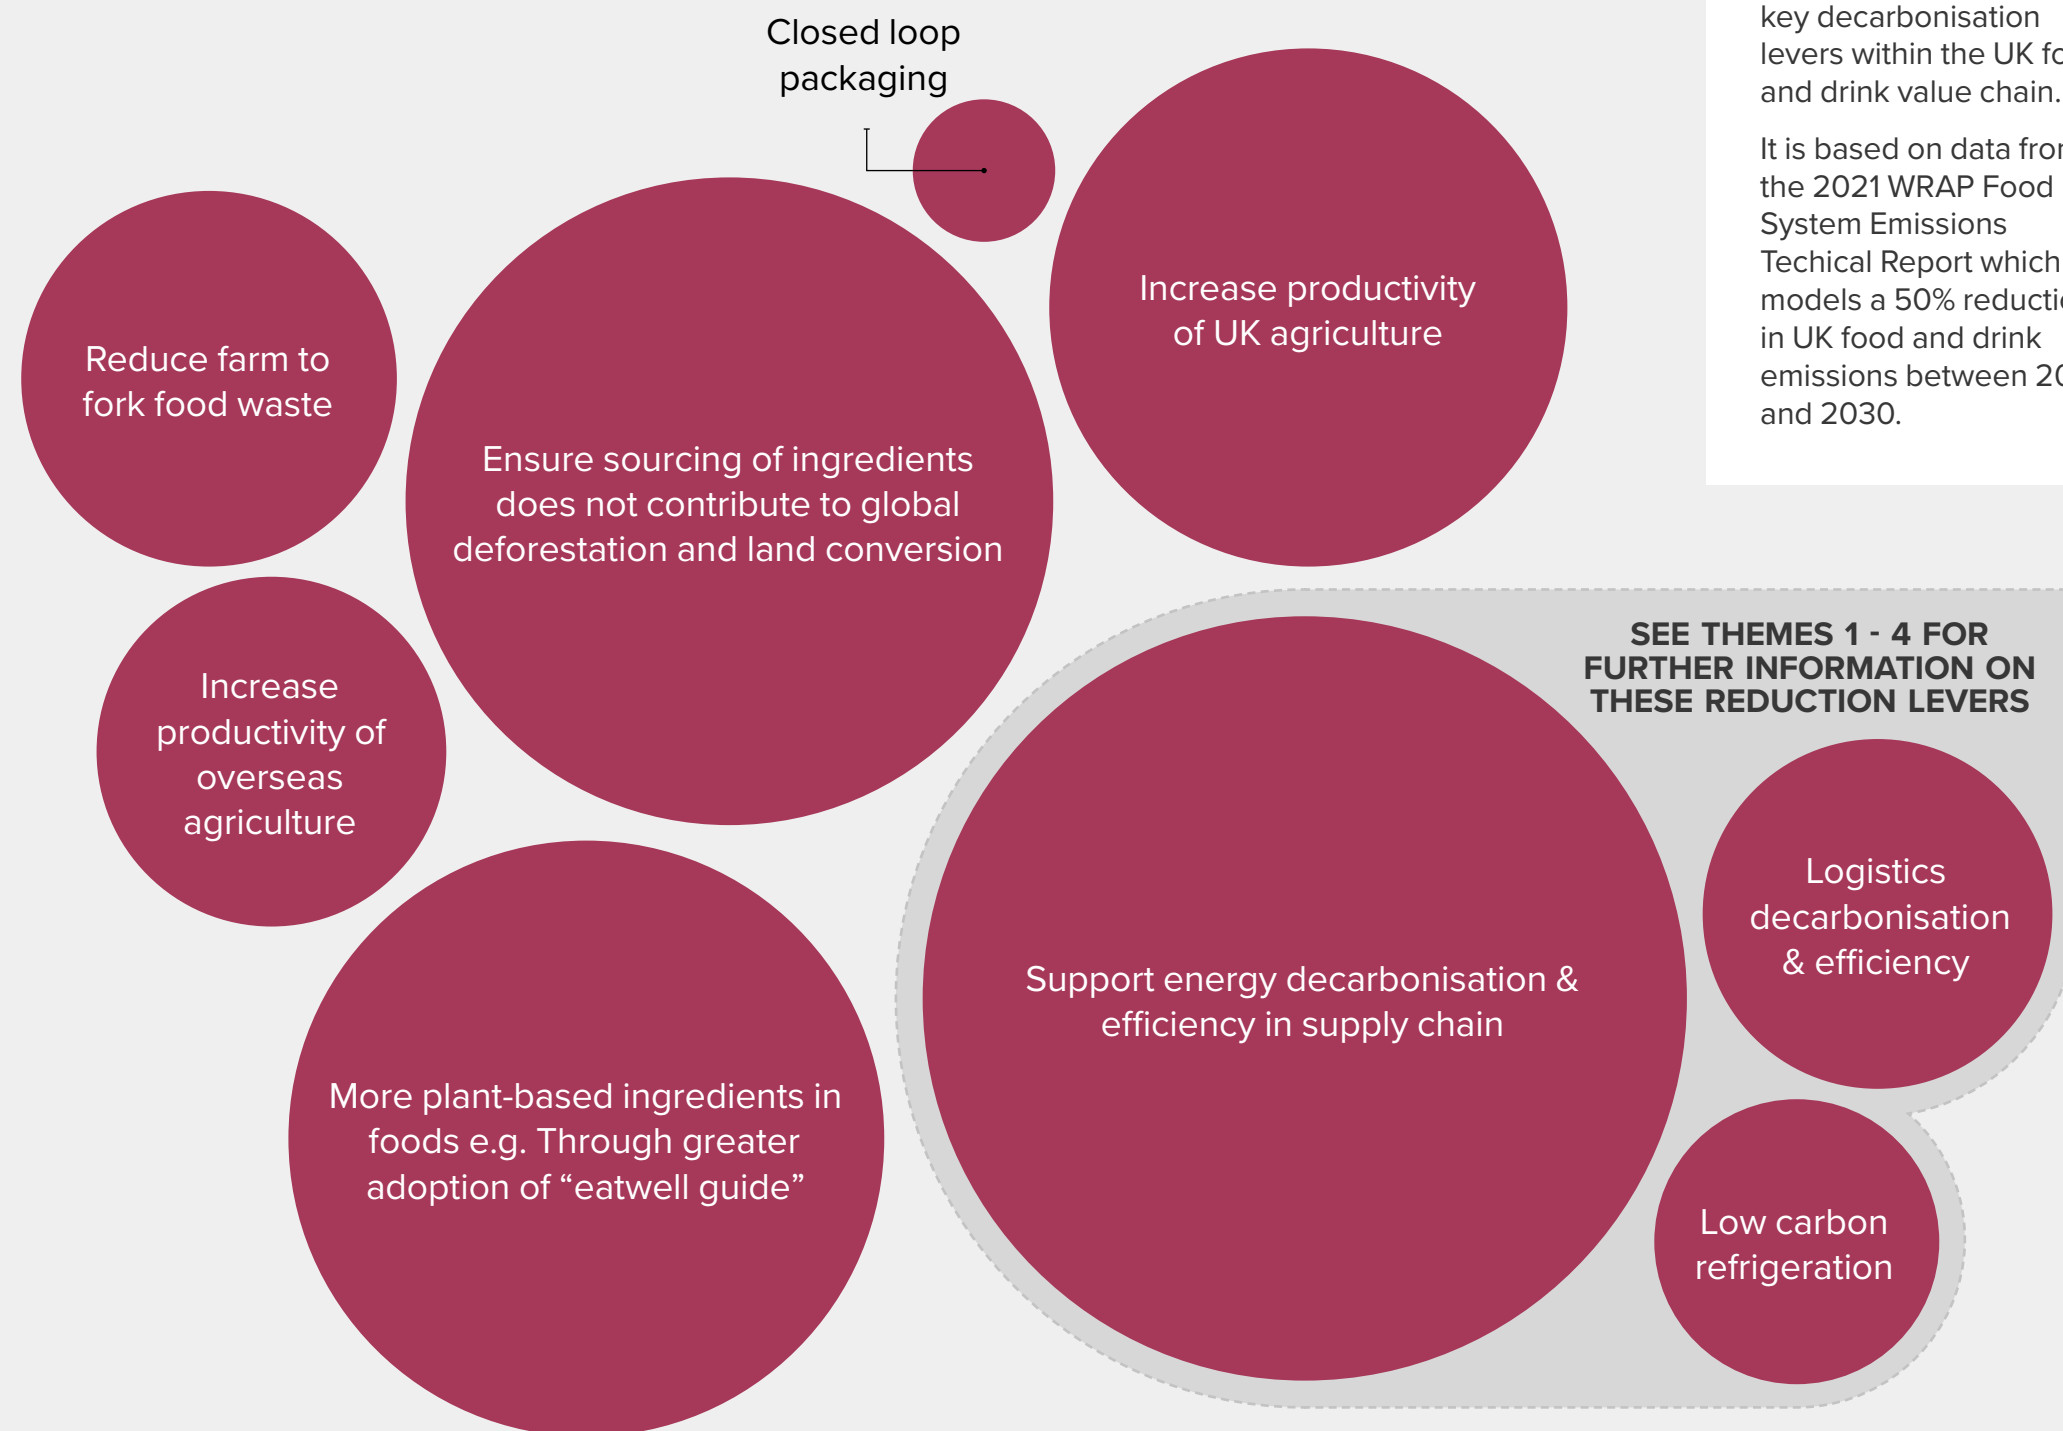 Closed loop
packaging
key decarbonisation
levers within the UK
and drink value chain.
It is based on data
the 2021 WRAP Food
System Emissions
Techical Report which
models a 50%
in UK food and drink
emissions between
and 2030.
Increase productivity
of UK agriculture
Reduce farm to
fork food waste
Ensure sourcing of ingredients
does not contribute to global
deforestation and land conversion
SEE THEMES 1 - 4 FOR
FURTHER INFORMATION ON
THESE REDUCTION LEVERS
Increase
productivity of
overseas
agriculture
Logistics
decarbonisation
& efficiency
Support energy decarbonisation &
efficiency in supply chain
More plant-based ingredients in
foods e.g. Through greater
adoption of “eatwell guide”
Low carbon
refrigeration